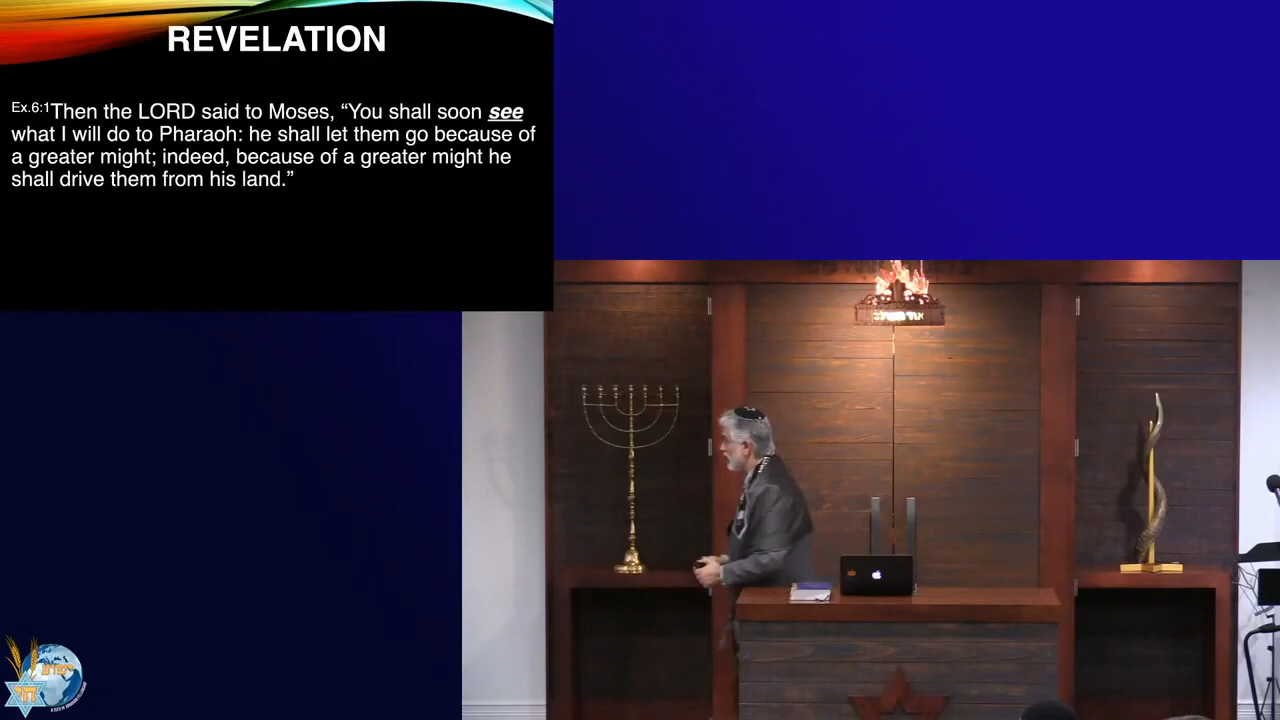 REVELATION
Ex.6:1Then the LORD said to Moses, “You shall soon see
what I will do to Pharaoh: he shall let them go because of
a greater might; indeed, because of a greater might he
shall drive them from his land.”
חי